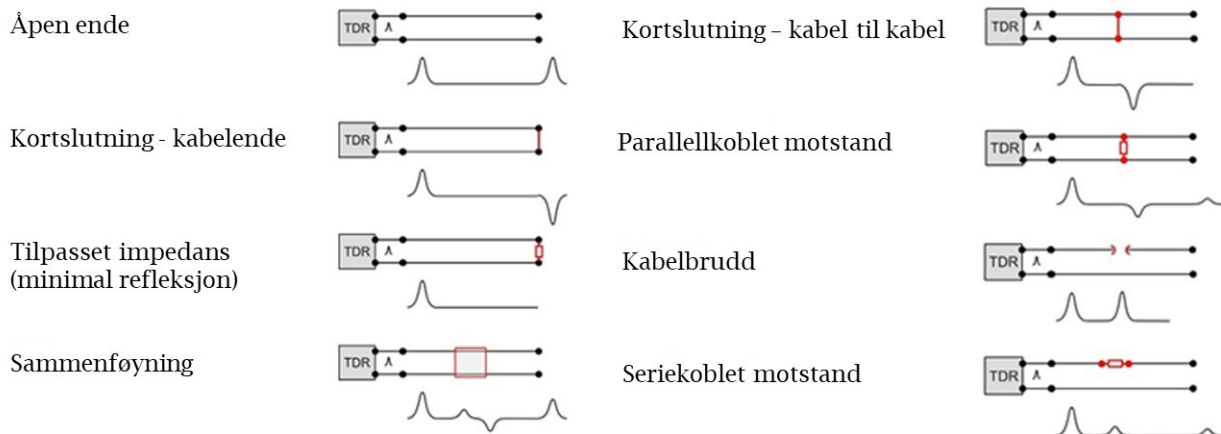 Åpen ende
TDR
Kortslutning - kabelende
TDR
Tilpasset impedans
(minimal refleksjon)
TDR
Sammenføyning
TDR
Kortslutning – kabel til kabel
TDR
Parallellkoblet motstand
TDR
Kabelbrudd
TDR
Seriekoblet motstand
TDR